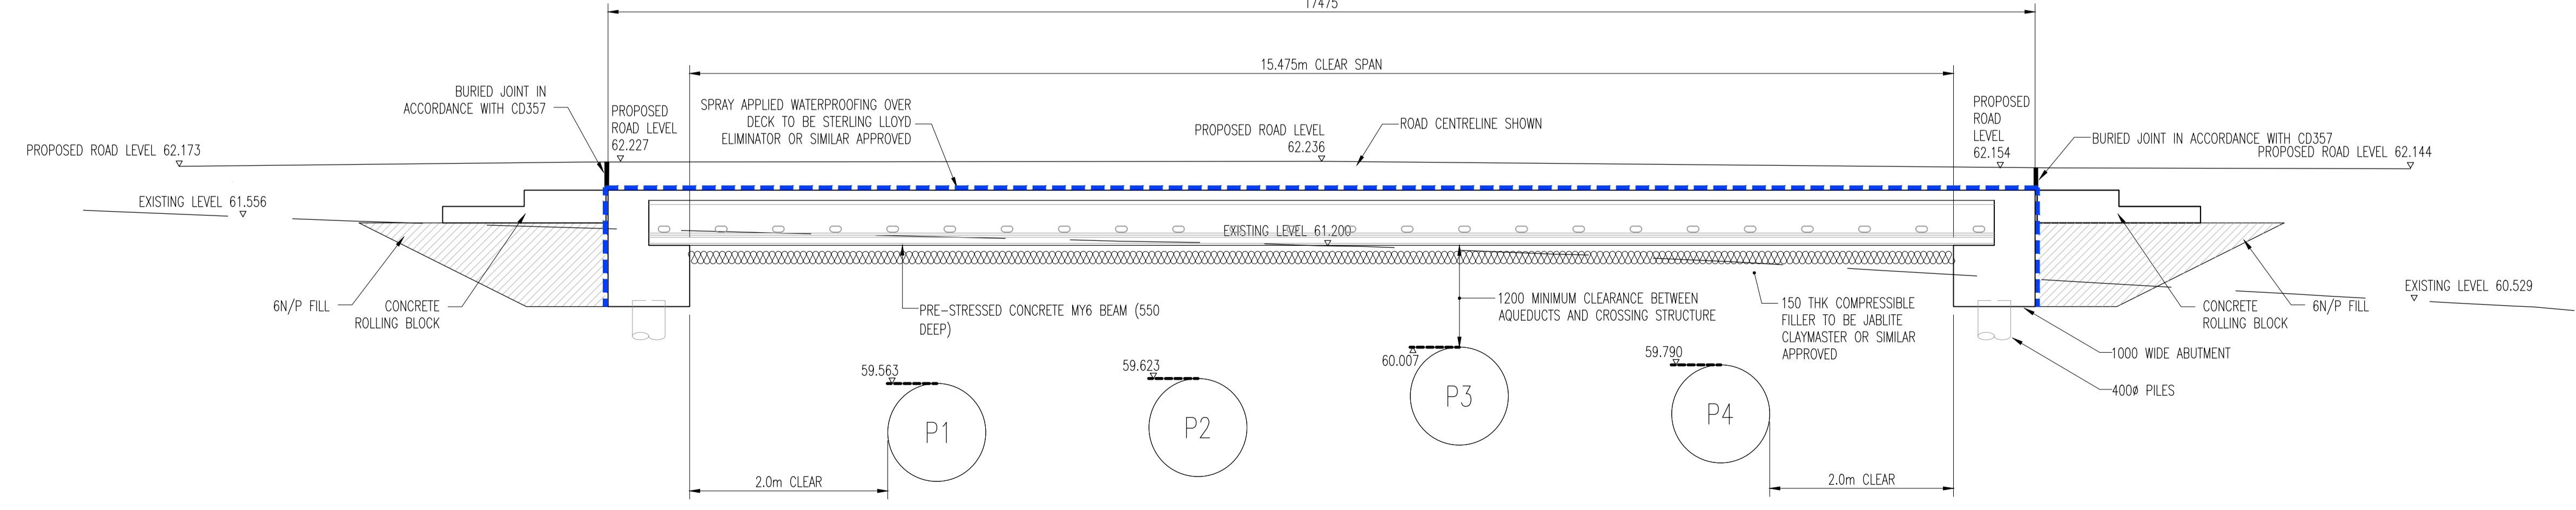 17475
15.475m CLEAR SPAN
BURIED JOINT IN
ACCORDANCE WITH CD357
PROPOSED
ROAD LEVEL
62.227
SPRAY APPLIED WATERPROOFING OVER
DECK TO BE STERLING LLOYD
ELIMINATOR OR SIMILAR APPROVED
PROPOSED ROAD LEVEL
62.236
ROAD CENTRELINE SHOWN
PROPOSED
ROAD
LEVEL
62.154
BURIED JOINT IN ACCORDANCE WITH CD357
PROPOSED ROAD LEVEL 62.173
PROPOSED ROAD LEVEL 62.144
EXISTING LEVEL 61.556
EXISTING LEVEL 61.200
EXISTING LEVEL 60.529
6N/P FILL
CONCRETE
ROLLING BLOCK
PRE-STRESSED CONCRETE MY6 BEAM (550
DEEP)
1200 MINIMUM CLEARANCE BETWEEN
AQUEDUCTS AND CROSSING STRUCTURE
150 THK COMPRESSIBLE
FILLER TO BE JABLITE
CLAYMASTER OR SIMILAR
APPROVED
CONCRETE
ROLLING BLOCK
6N/P FILL
1000 WIDE ABUTMENT
400ø PILES
59.563
59.623
60.007
59.790
P1
P2
P3
P4
2.0m CLEAR
2.0m CLEAR